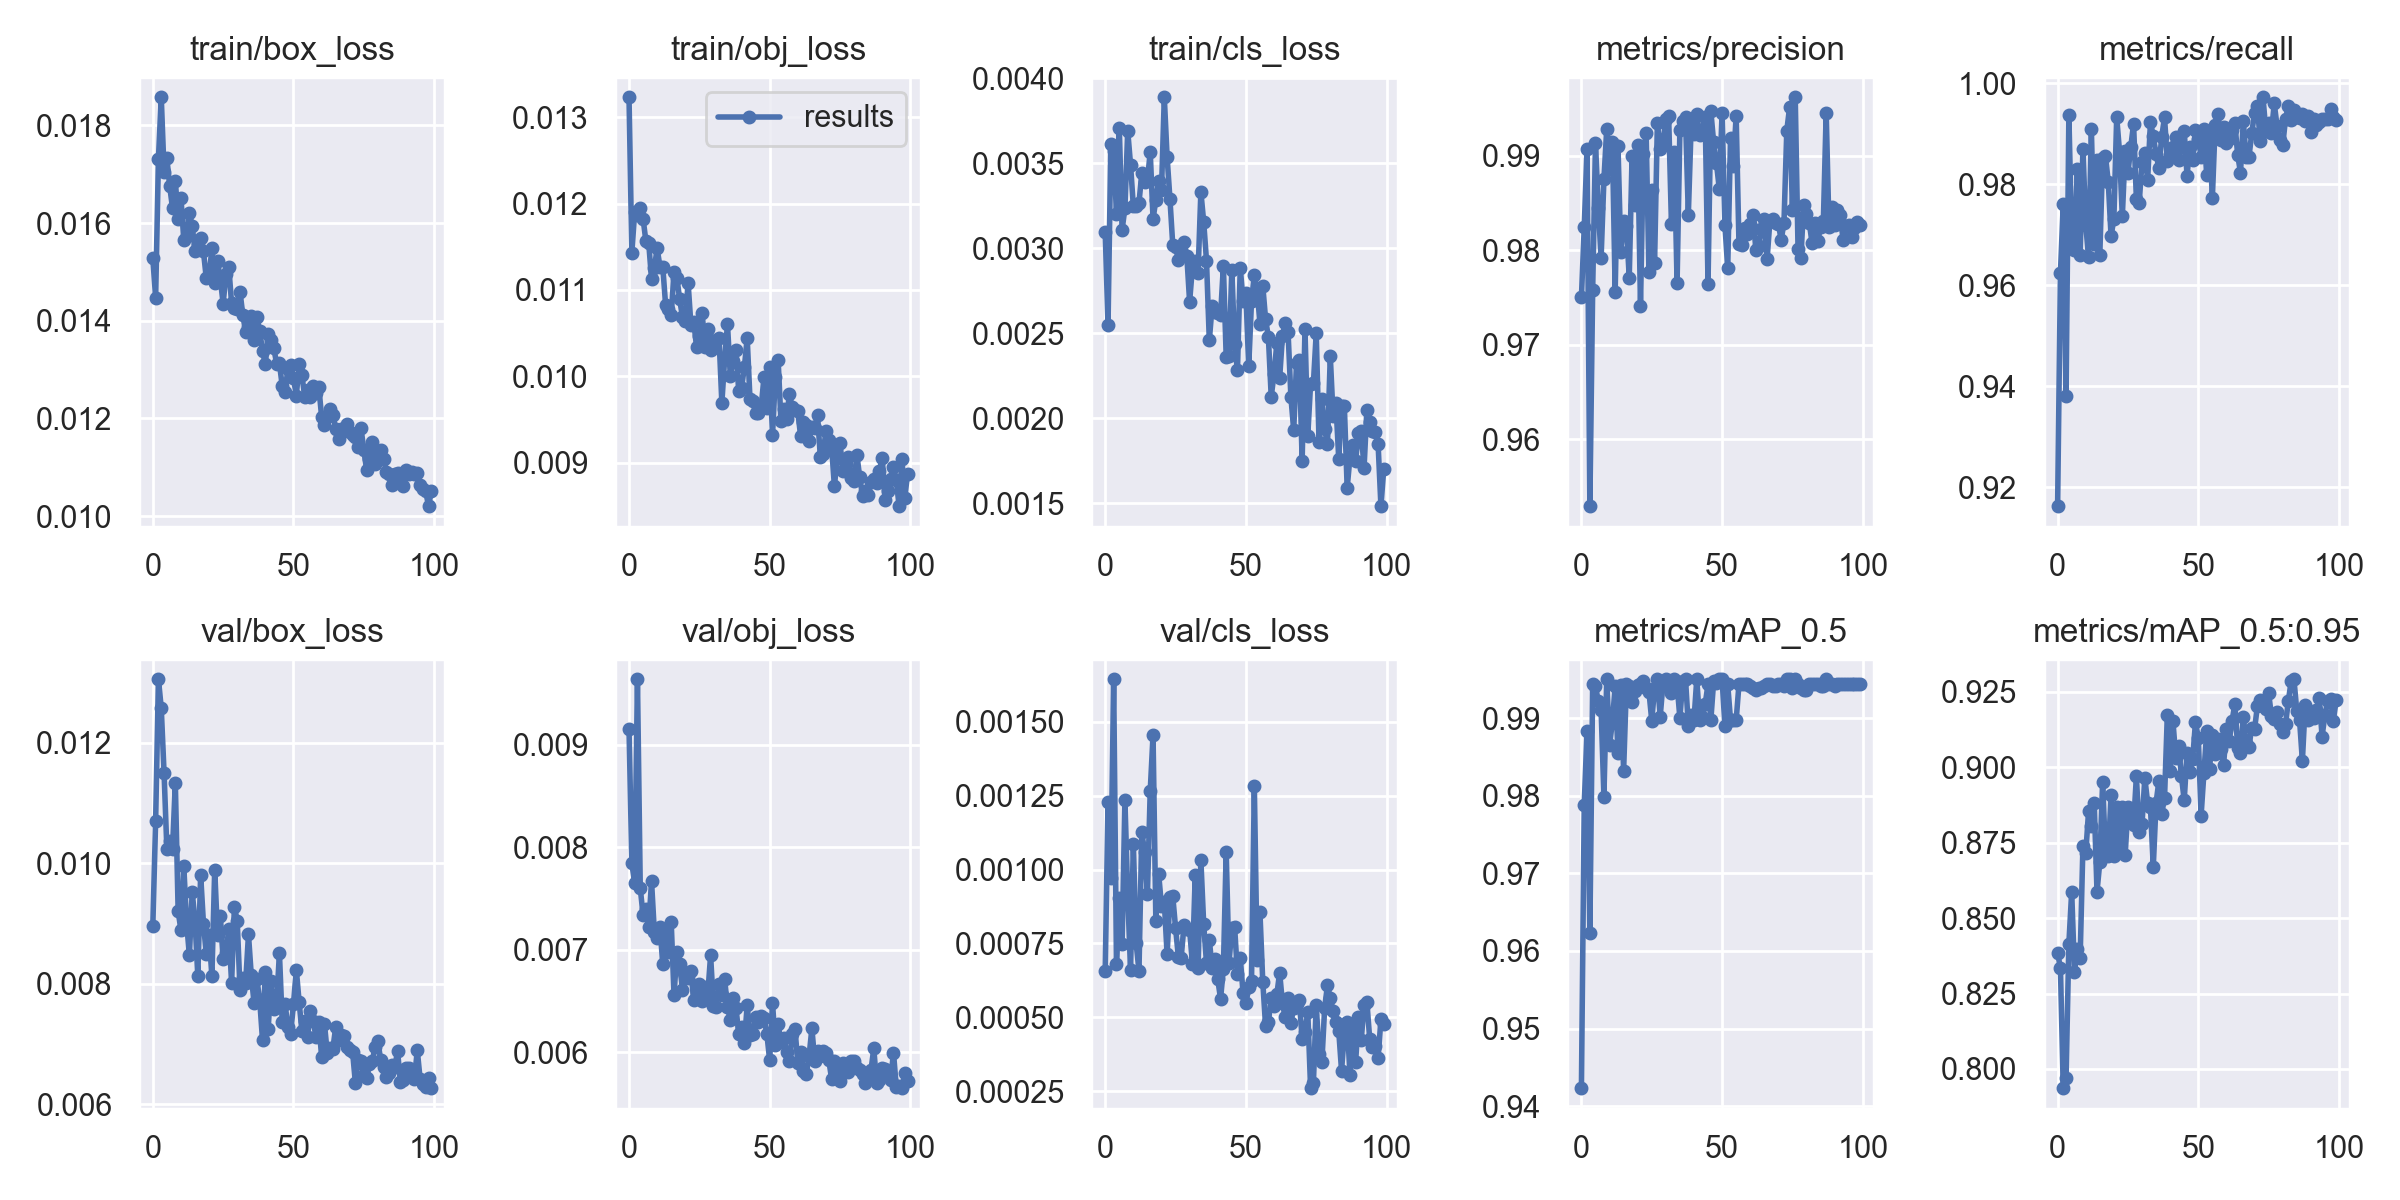 train/box_loss
0.018
0.016
0.014
0.012
0.010
0 50 100
train/obj_loss
results
0.013
0.012
0.011
0.010
0.009
0 50 100
train/cls_loss
0.0040
0.0035
0.0030
0.0025
0.0020
0.0015
0 50 100
metrics/precision
0.99
0.98
0.97
0.96
0 50 100
metrics/recall
1.00
0.98
0.96
0.94
0.92
0 50 100
val/box_loss
0.012
0.010
0.008
0.006
0 50 100
val/obj_loss
0.009
0.008
0.007
0.006
0 50 100
val/cls_loss
0.00150
0.00125
0.00100
0.00075
0.00050
0.00025
0 50 100
metrics/mAP_0.5
0.99
0.98
0.97
0.96
0.95
0.94
0 50 100
metrics/mAP_0.5:0.95
0.925
0.900
0.875
0.850
0.825
0.800
0 50 100